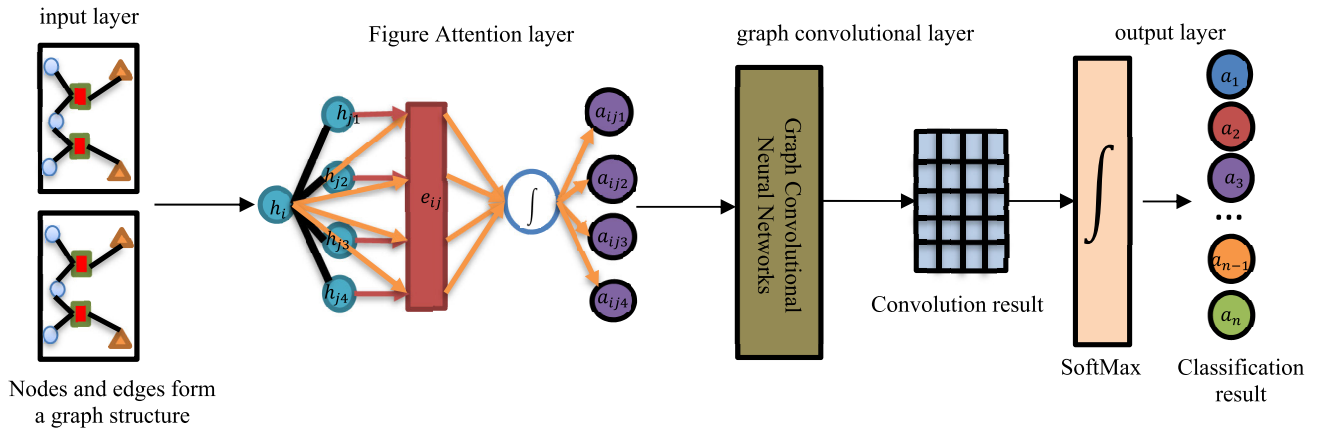 input layer
Figure Attention layer
graph convolutional layer
output layer
h_i
h_{j1}
h_{j2}
h_{j3}
h_{j4}
e_{ij}
∫
a_{ij1}
a_{ij2}
a_{ij3}
a_{ij4}
Graph Convolutional
Neural Networks
Convolution result
∫
SoftMax
a_1
a_2
a_3
...
a_{n-1}
a_n
Classification
result
Nodes and edges form
a graph structure